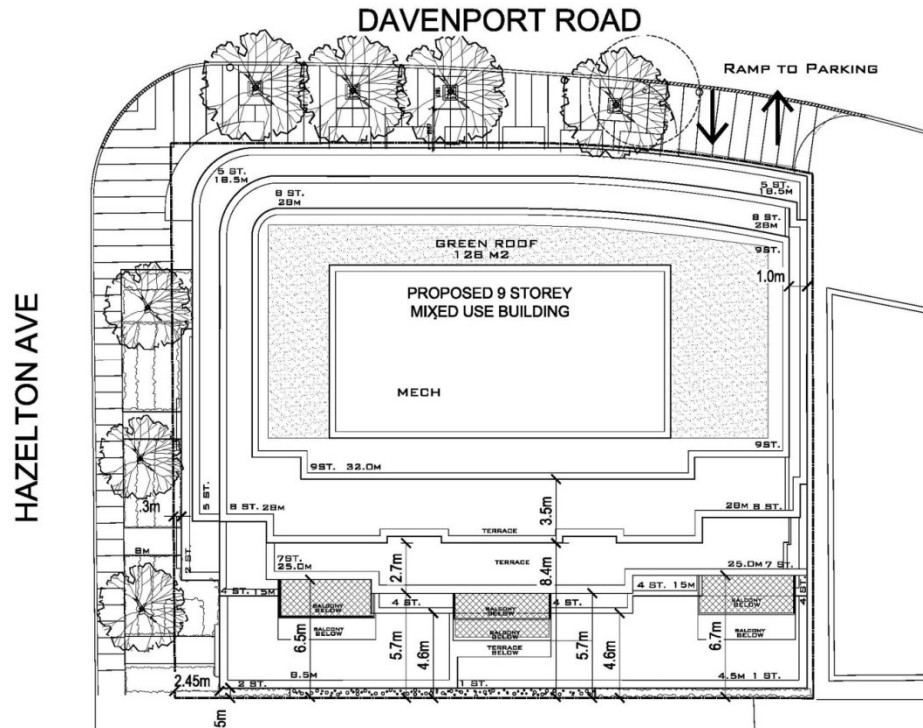 DAVENPORT ROAD
RAMP TO PARKING
5 ST.
18.5M
8 ST.
28M
5 ST.
18.5M
8 ST.
28M
9ST.
1.0m
GREEN ROOF
128 M2
PROPOSED 9 STOREY
MIXED USE BUILDING
MECH
HAZELTON AVE
9ST.
9ST. 32.0M
5 ST.
8 ST. 28M
28M 8 ST.
.3m
3.5m
TERRACE
TERRACE
8M
2 ST.
7ST.
25.0M
2.7m
8.4m
25.0M 7 ST.
4 ST. 15M
4 ST. 15M
4 ST.
4 ST.
4 ST.
BALCONY
BELOW
BALCONY
BELOW
BALCONY
BELOW
BALCONY
BELOW
BALCONY
BELOW
BALCONY
BELOW
TERRACE
BELOW
6.5m
5.7m
4.6m
5.7m
4.6m
6.7m
2.45m
2 ST.
8.5m
1 ST.
4.5M 1 ST.
5m